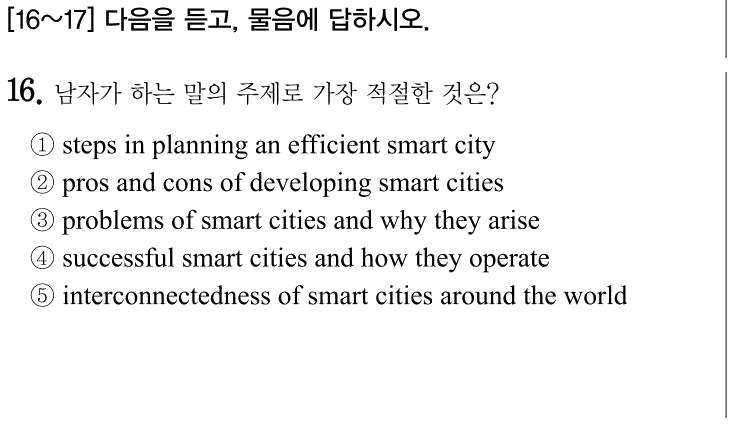 [16～17] 다음을 듣고, 물음에 답하시오.
16. 남자가 하는 말의 주제로 가장 적절한 것은?
① steps in planning an efficient smart city
② pros and cons of developing smart cities
③ problems of smart cities and why they arise
④ successful smart cities and how they operate
⑤ interconnectedness of smart cities around the world